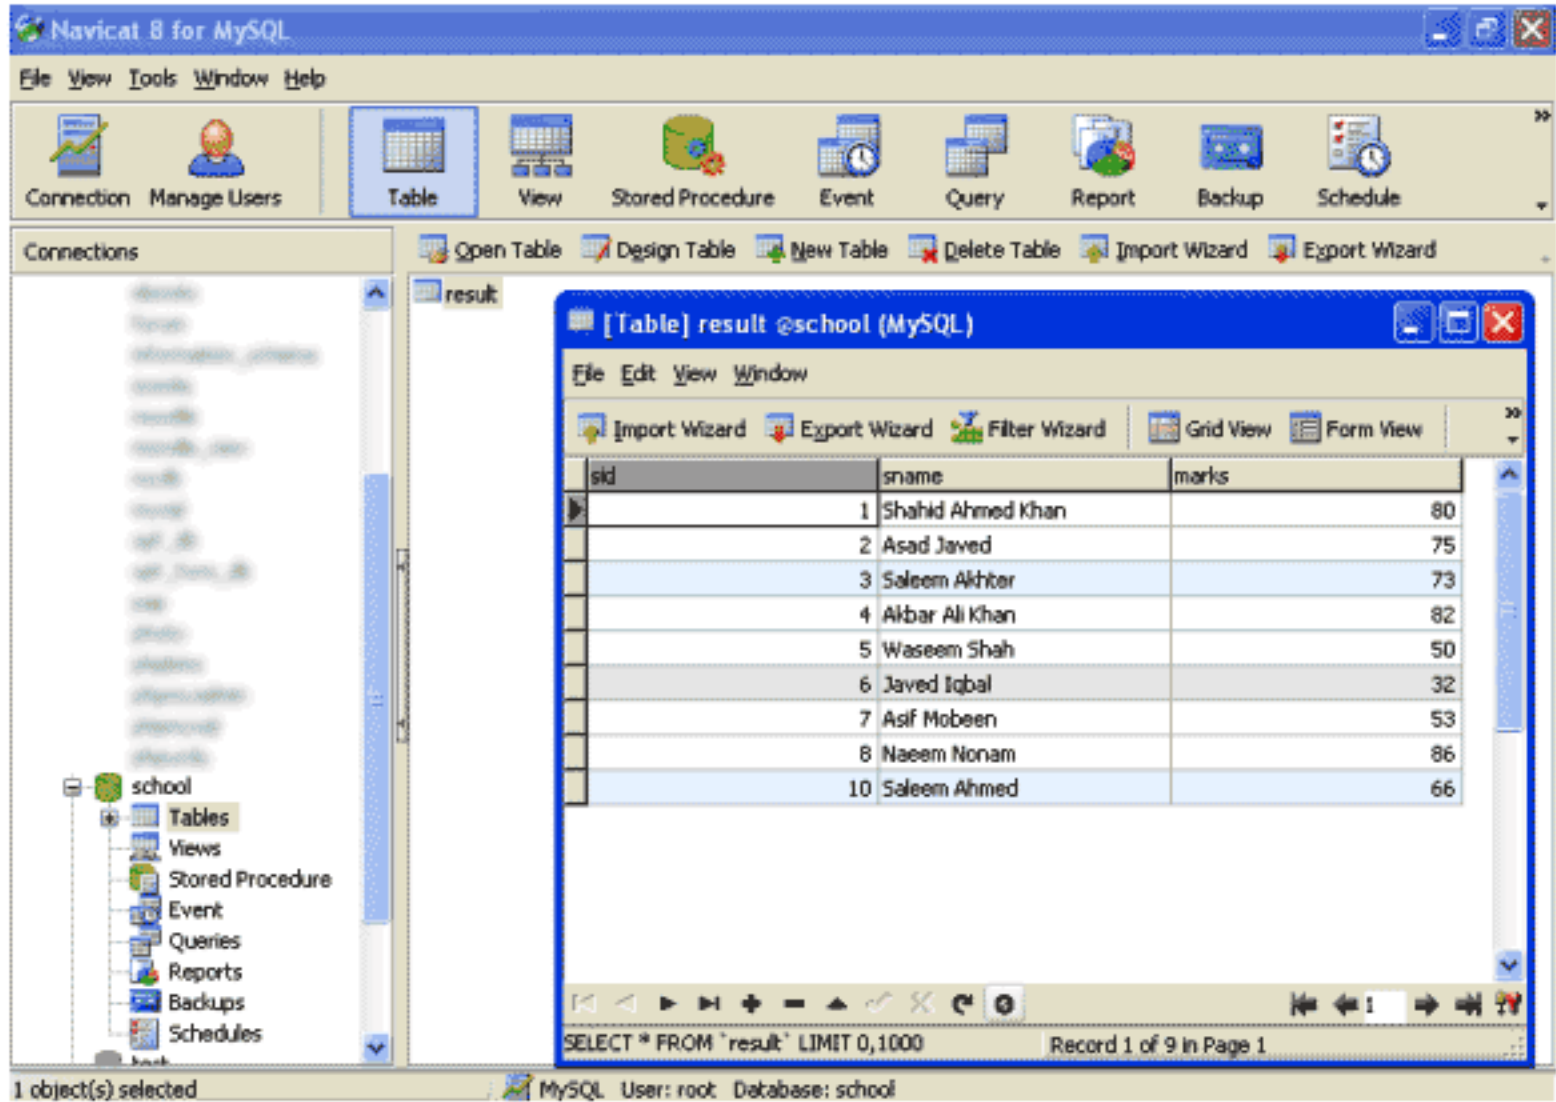 Navicat 8 for MySQL
File View Tools Window Help
Connection Manage Users Table View Stored Procedure Event Query Report Backup Schedule
Connections
Open Table Design Table New Table Delete Table Import Wizard Export Wizard
result
[Table] result @school (MySQL)
File Edit View Window
Import Wizard Export Wizard Filter Wizard Grid View Form View
sid sname marks
1 Shahid Ahmed Khan 80
2 Asad Javed 75
3 Saleem Akhter 73
4 Akbar Ali Khan 82
5 Waseem Shah 50
6 Javed Iqbal 32
7 Asif Mobeen 53
8 Naeem Nonam 86
10 Saleem Ahmed 66
school
Tables
Views
Stored Procedure
Event
Queries
Reports
Backups
Schedules
1
SELECT * FROM `result` LIMIT 0,1000 Record 1 of 9 in Page 1
1 object(s) selected MySQL User: root Database: school